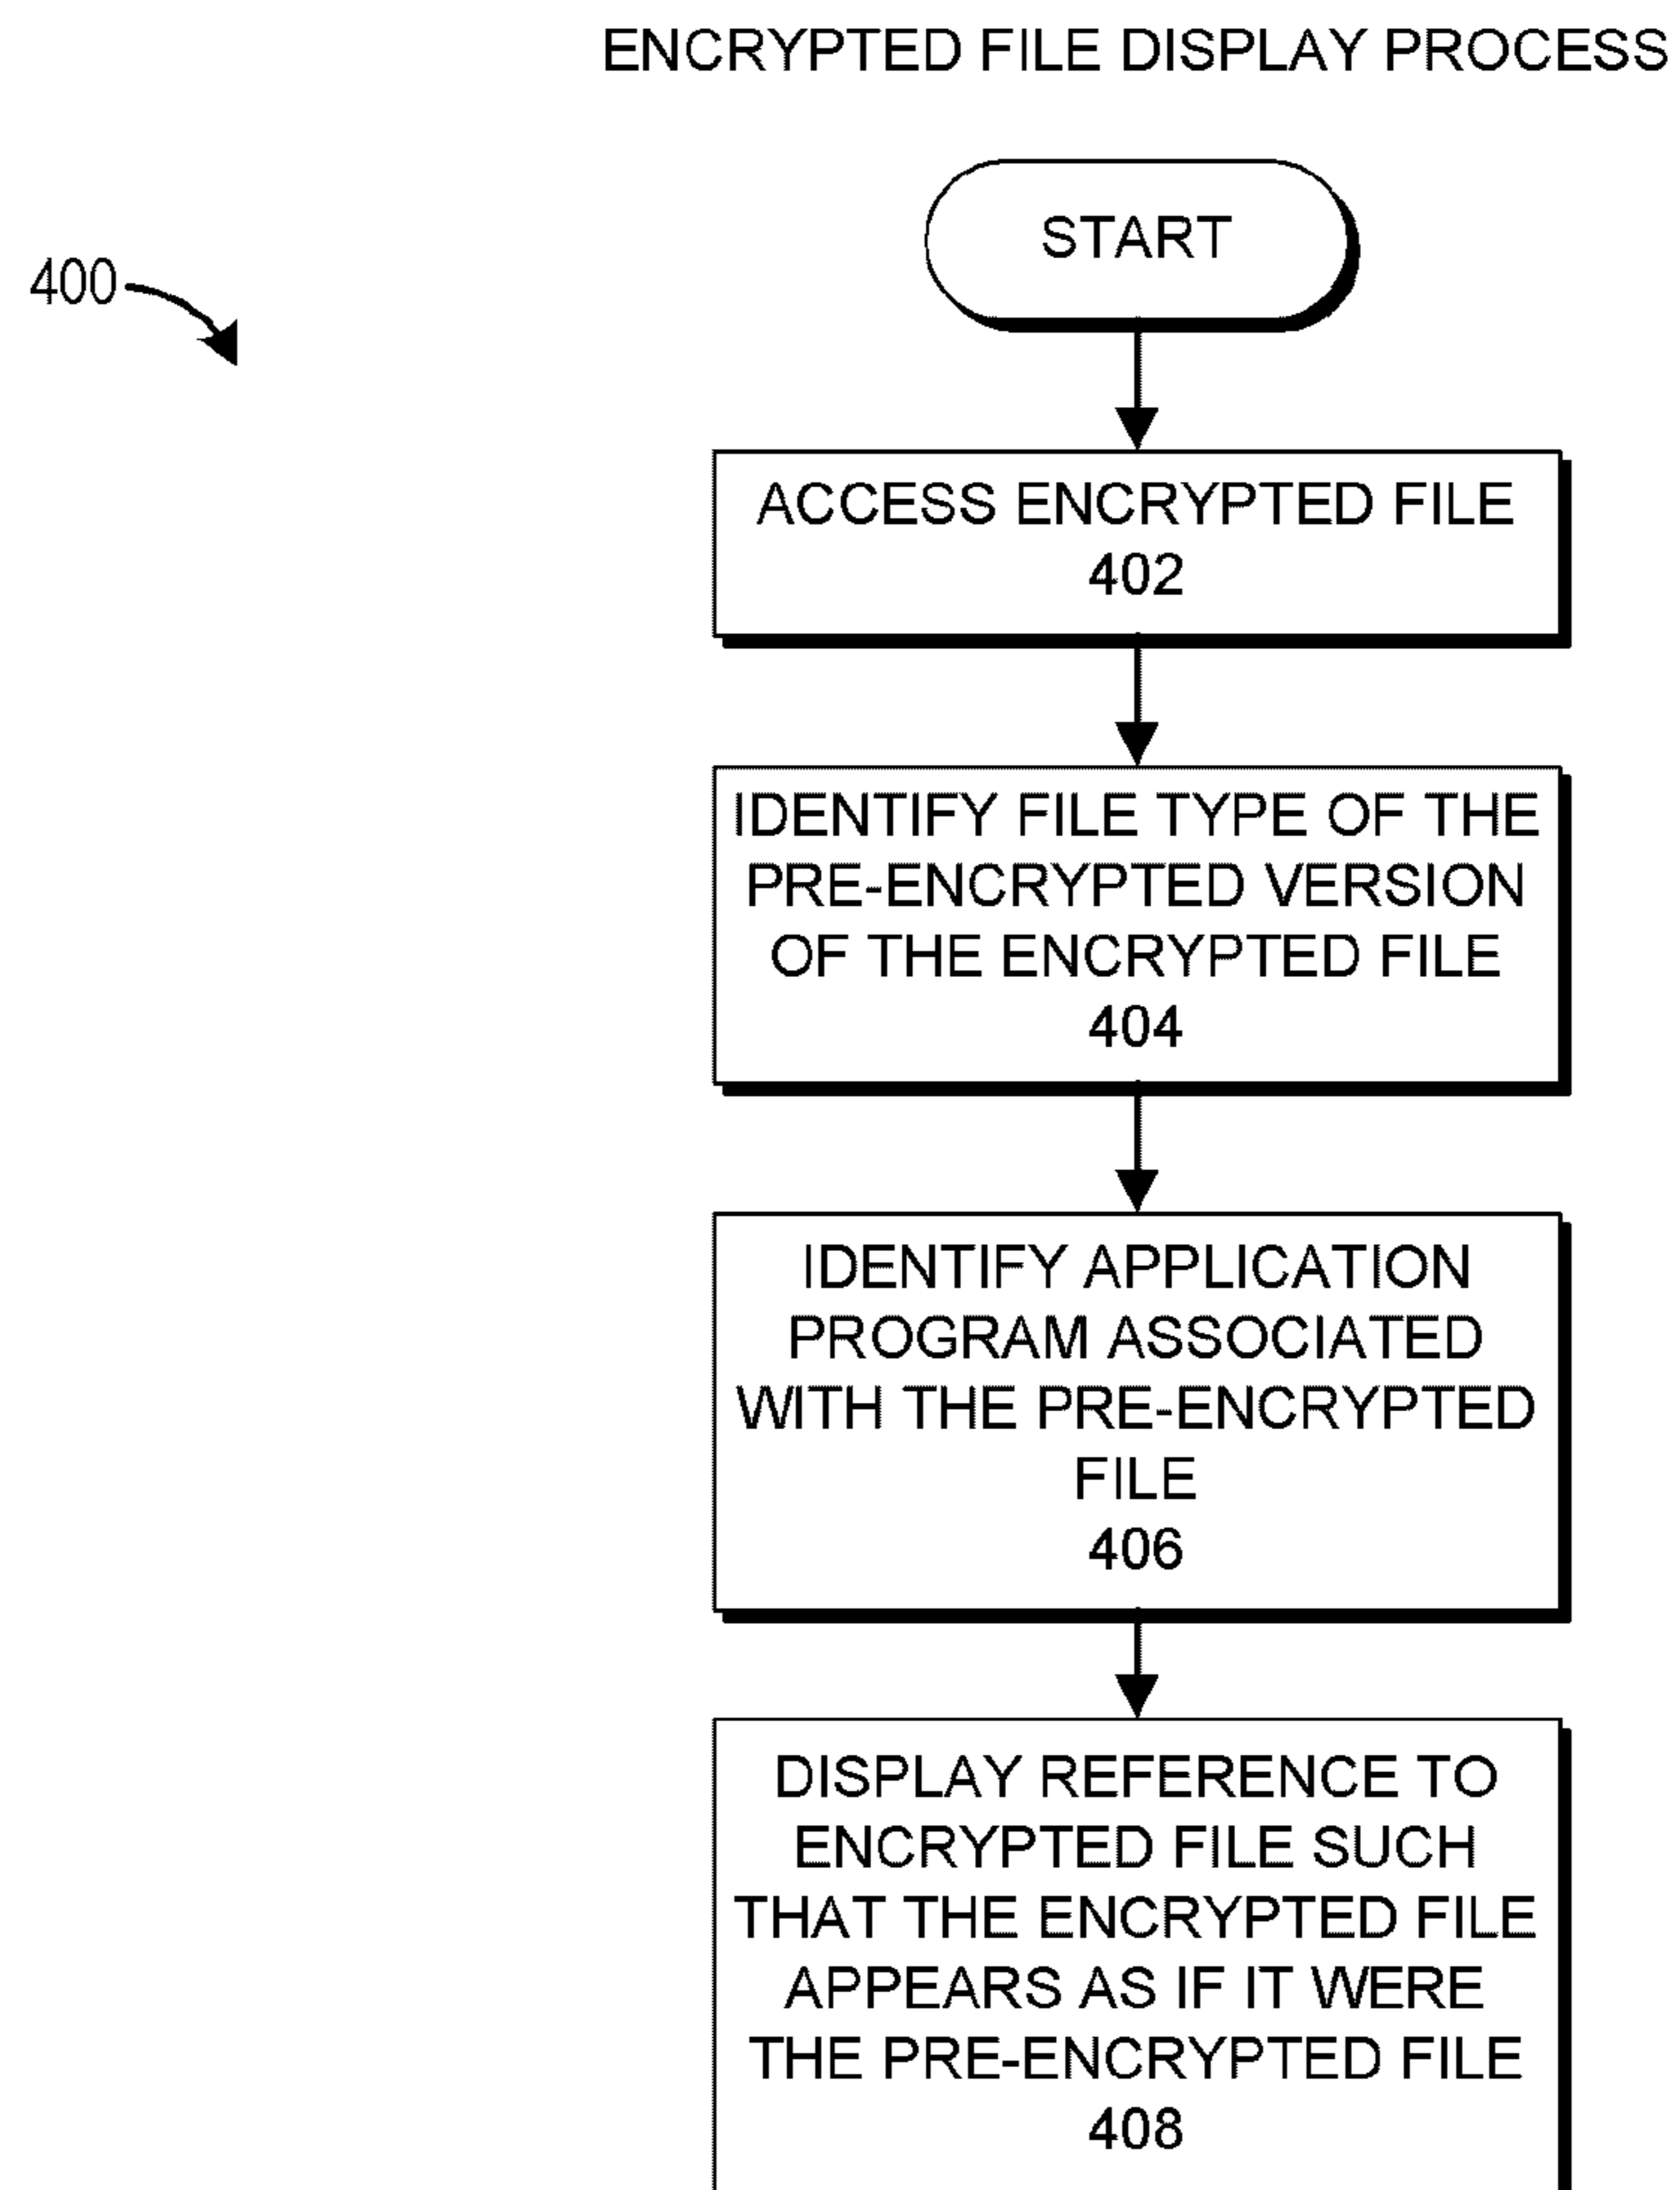 ENCRYPTED FILE DISPLAY PROCESS
START
400
ACCESS ENCRYPTED FILE
402
IDENTIFY FILE TYPE OF THE
PRE-ENCRYPTED VERSION
OF THE ENCRYPTED FILE
404
IDENTIFY APPLICATION
PROGRAM ASSOCIATED
WITH THE PRE-ENCRYPTED
FILE
406
DISPLAY REFERENCE TO
ENCRYPTED FILE SUCH
THAT THE ENCRYPTED FILE
APPEARS AS IF IT WERE
THE PRE-ENCRYPTED FILE
408